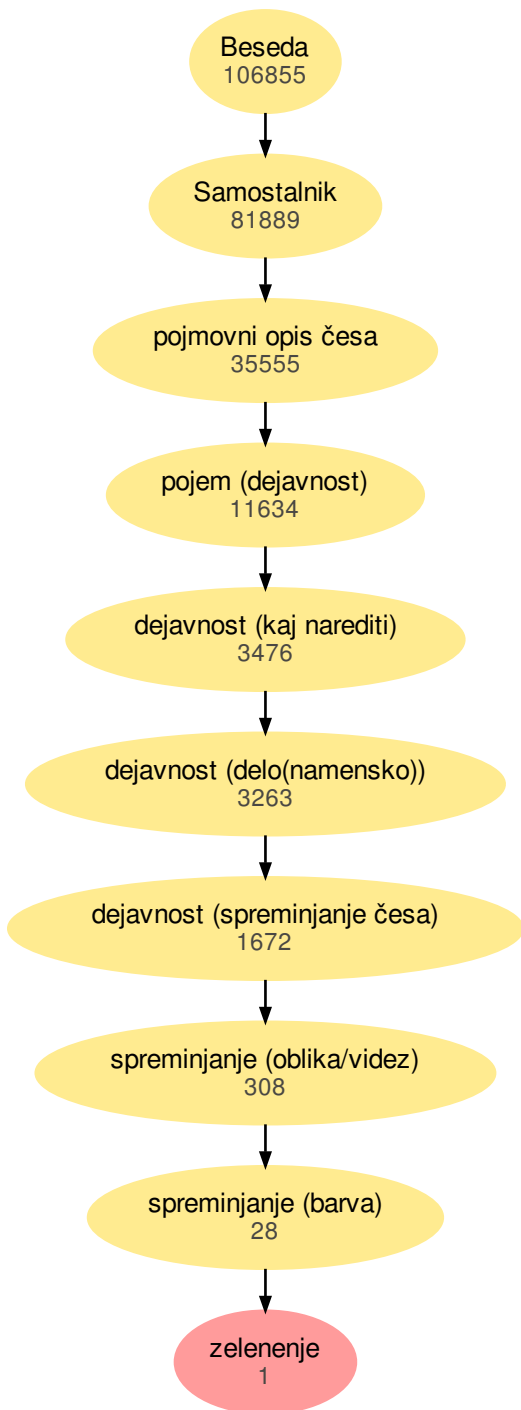 Beseda
106855
Samostalnik
81889
pojmovni opis česa
35555
pojem (dejavnost)
11634
dejavnost (kaj narediti)
3476
dejavnost (delo(namensko))
3263
dejavnost (spreminjanje česa)
1672
spreminjanje (oblika/videz)
308
spreminjanje (barva)
28
zelenenje
1